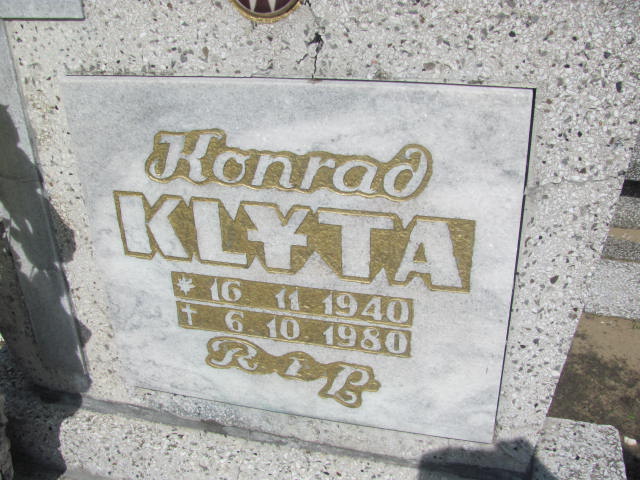 Konrad
KLYTA
* 16 11 1940
† 6.10.1980
R i P